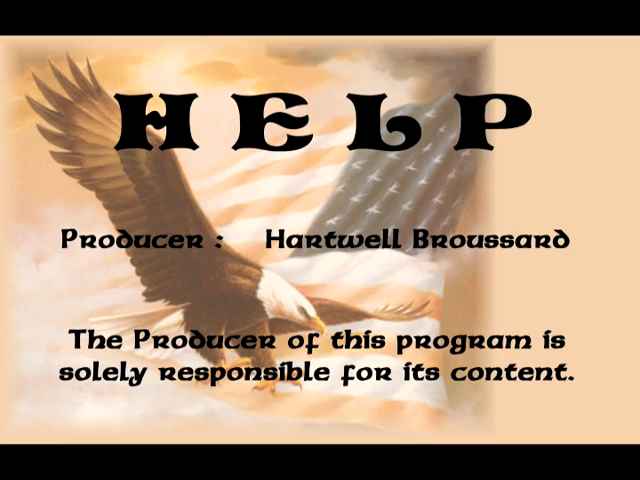 HELP
Producer : Hartwell Broussard
The Producer of this program is
solely responsible for its content.